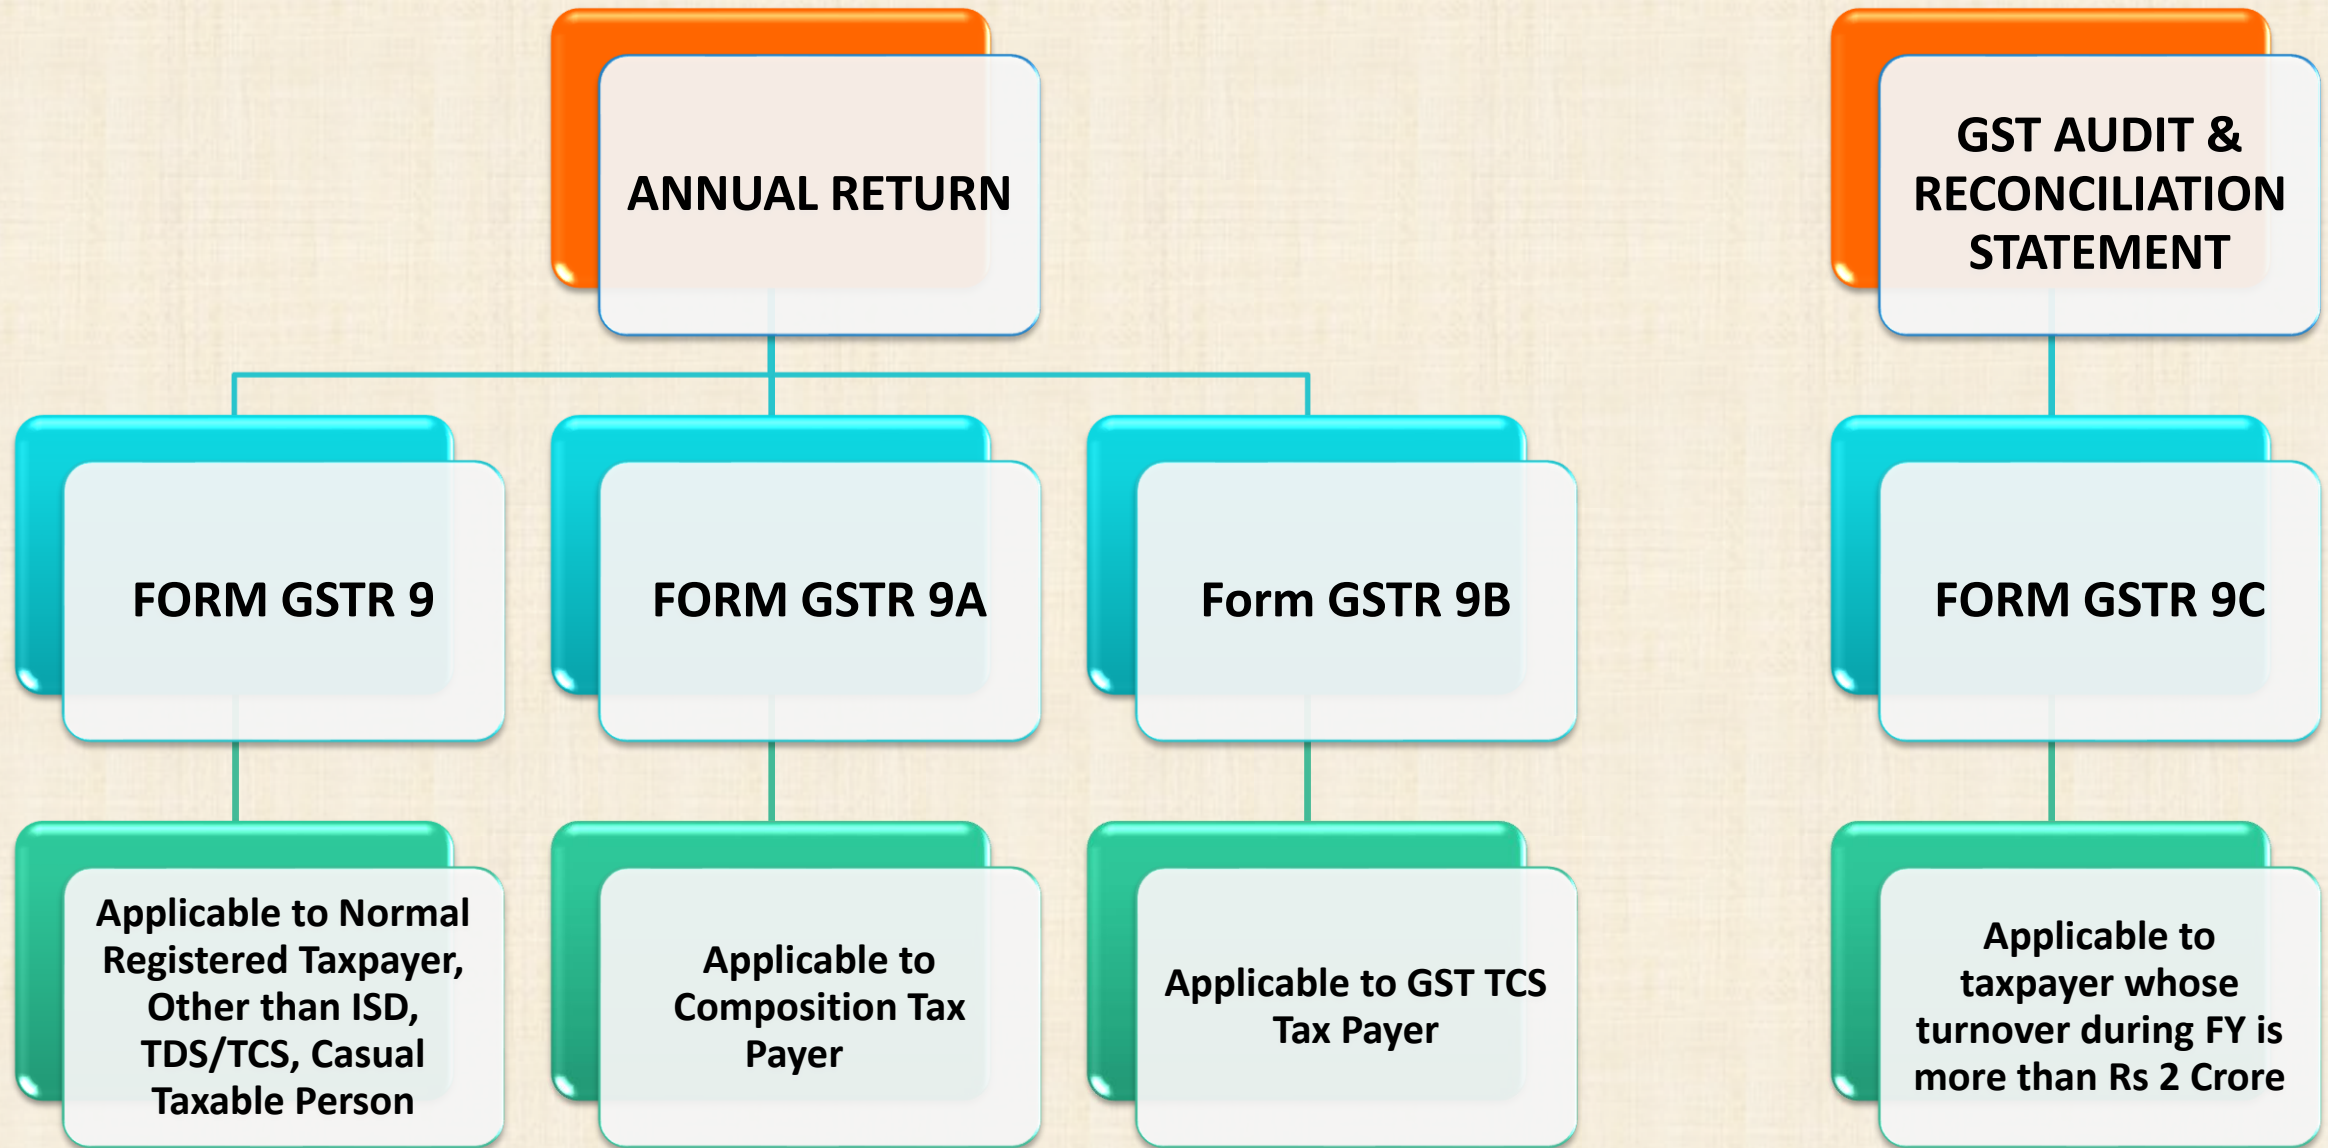 ANNUAL RETURN
GST AUDIT &
RECONCILIATION
STATEMENT
FORM GSTR 9
FORM GSTR 9A
Form GSTR 9B
FORM GSTR 9C
Applicable to Normal
Registered Taxpayer,
Other than ISD,
TDS/TCS, Casual
Taxable Person
Applicable to
Composition Tax
Payer
Applicable to GST TCS
Tax Payer
Applicable to
taxpayer whose
turnover during FY is
more than Rs 2 Crore